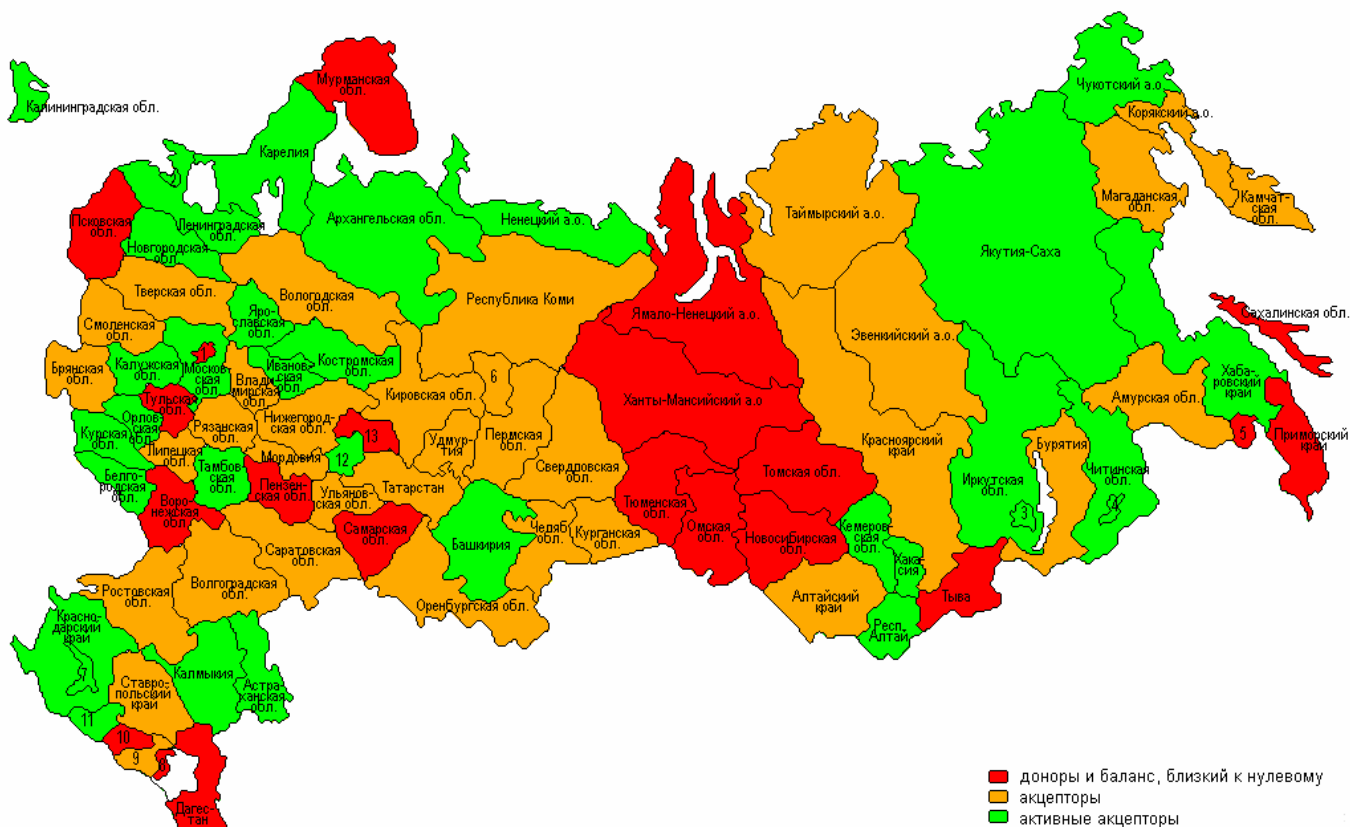 Мурманская
обл.
Чукотский а.о.
Калининградская обл.
Корякский а.о.
Карелия
2
Магаданская
обл.
Камчат-
ская
обл.
Псковская
обл.
Ленинградская
обл.
Новгородская
обл.
Архангельская обл.
Ненецкий а.о.
Таймырский а.о.
Якутия-Саха
Тверская обл.
Вологодская
обл.
Республика Коми
Ямало-Ненецкий а.о.
Сахалинская обл.
Яро-
славская
обл.
Смоленская
обл.
Эвенкийский а.о.
1
Брянская
обл.
Калужская
обл.
Москов-
ская
обл.
Иванов-
ская
обл.
Костромская
обл.
Влади-
мирская
обл.
Кировская обл.
6
Ханты-Мансийский а.о
Хаба-
ровский
край
Амурская обл.
Тульская
обл.
Орлов-
ская
обл.
Курская
обл.
Рязанская
обл.
Нижегород-
ская обл.
13
Удмур-
тия
Пермская
обл.
Красноярский
край
Бурятия
5
Приморский
край
Липецкая
обл.
Мордовия
12
Свердловская
обл.
Томская обл.
Читинская
обл.
Белго-
родская
обл.
Тамбов-
ская
обл.
Пензен-
ская обл.
Ульянов-
ская обл.
Татарстан
Тюменская
обл.
Иркутская
обл.
3
4
Воро-
нежская
обл.
Самарская
обл.
Башкирия
Челяб.
обл.
Курганская
обл.
Омская
обл.
Новосибирская
обл.
Кемеров-
ская
обл.
Хака-
сия
Саратовская
обл.
Волгоградская
обл.
Ростовская
обл.
Оренбургская обл.
Алтайский
край
Тыва
Респ.
Алтай
Красно-
дарский
край
7
Калмыкия
Ставро-
польский
край
Астра-
ханская
обл.
11
10
9
8
Дагес-
тан
доноры и баланс, близкий к нулевому
акцепторы
активные акцепторы